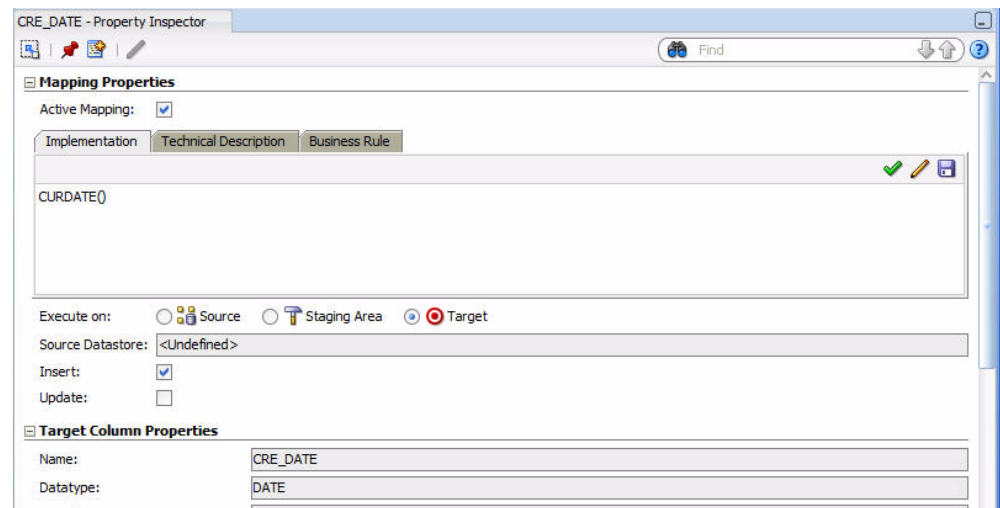 CRE_DATE - Property Inspector
Find
Mapping Properties
Active Mapping:
Implementation Technical Description Business Rule
CURDATE()
Execute on: Source Staging Area Target
Source Datastore: <Undefined>
Insert:
Update:
Target Column Properties
Name: CRE_DATE
Datatype: DATE